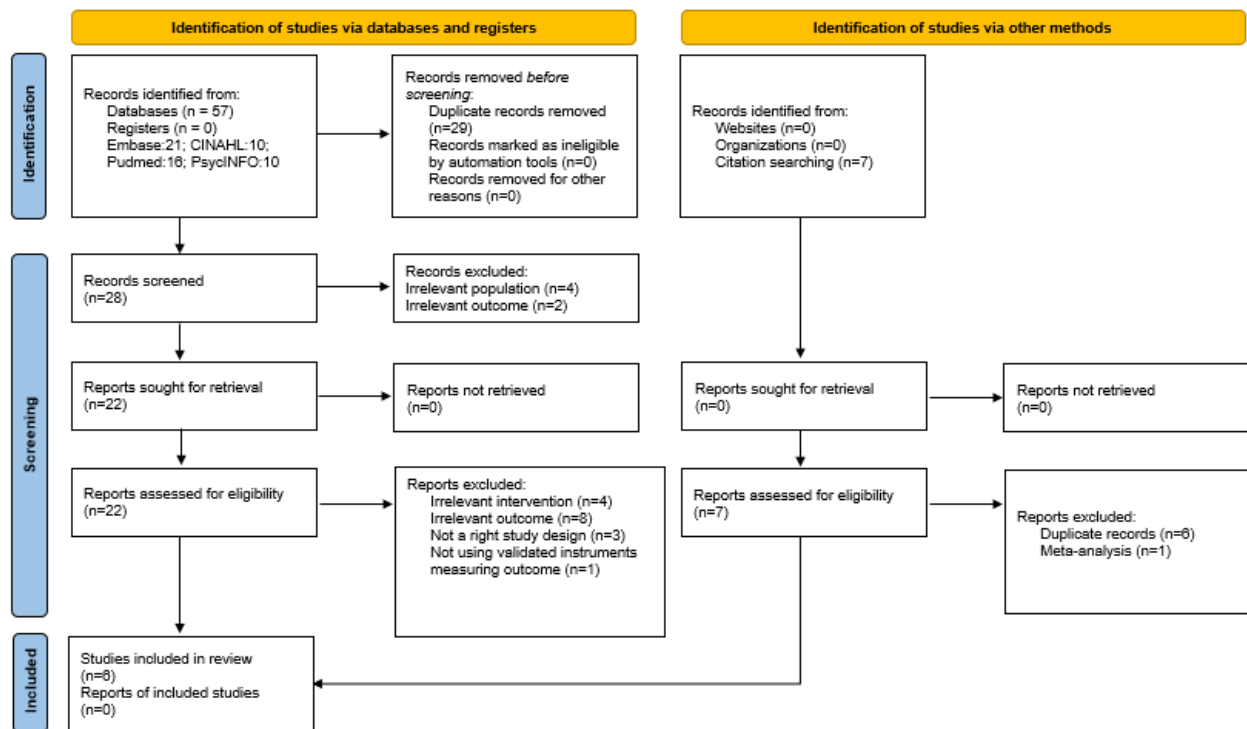 Identification of studies via databases and registers
Identification of studies via other methods
Identification
Records identified from:
Databases (n = 57)
Registers (n = 0)
Embase:21; CINAHL:10;
Pudmed:16; PsycINFO:10
Records removed before
screening:
Duplicate records removed
(n=29)
Records marked as ineligible
by automation tools (n=0)
Records removed for other
reasons (n=0)
Records identified from:
Websites (n=0)
Organizations (n=0)
Citation searching (n=7)
Screening
Records screened
(n=28)
Records excluded:
Irrelevant population (n=4)
Irrelevant outcome (n=2)
Reports sought for retrieval
(n=22)
Reports not retrieved
(n=0)
Reports sought for retrieval
(n=0)
Reports not retrieved
(n=0)
Reports assessed for eligibility
(n=22)
Reports excluded:
Irrelevant intervention (n=4)
Irrelevant outcome (n=8)
Not a right study design (n=3)
Not using validated instruments
measuring outcome (n=1)
Reports assessed for eligibility
(n=7)
Reports excluded:
Duplicate records (n=6)
Meta-analysis (n=1)
Included
Studies included in review
(n=6)
Reports of included studies
(n=0)